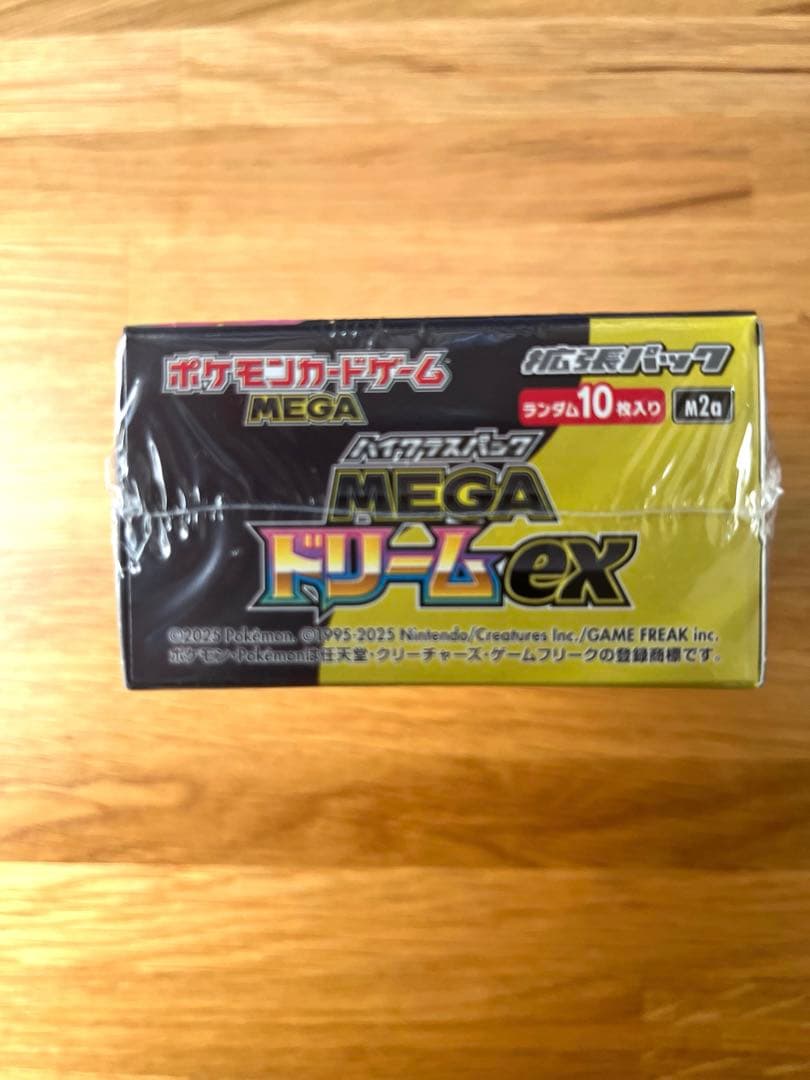 ポケモンカードゲーム
MEGA
拡張パック
ランダム10枚入り M2a
ハイクラスパック
MEGA
ドリームex
©2025 Pokémon. ©1995-2025 Nintendo/Creatures Inc./GAME FREAK inc.
ポケモン・Pokémonは任天堂・クリーチャーズ・ゲームフリークの登録商標です。